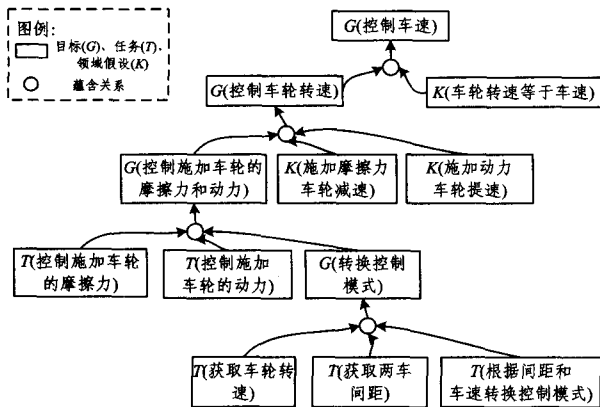 图例:
目标(G)、任务(T)、
领域假设(K)
蕴含关系
G(控制车速)
G(控制车轮转速)
K(车轮转速等于车速)
G(控制施加车轮的
摩擦力和动力)
K(施加摩擦力
车轮减速)
K(施加动力
车轮提速)
T(控制施加车轮
的摩擦力)
T(控制施加
车轮的动力)
G(转换控制
模式)
T(获取车轮转
速)
T(获取两车
间距)
T(根据间距和
车速转换控制模式)